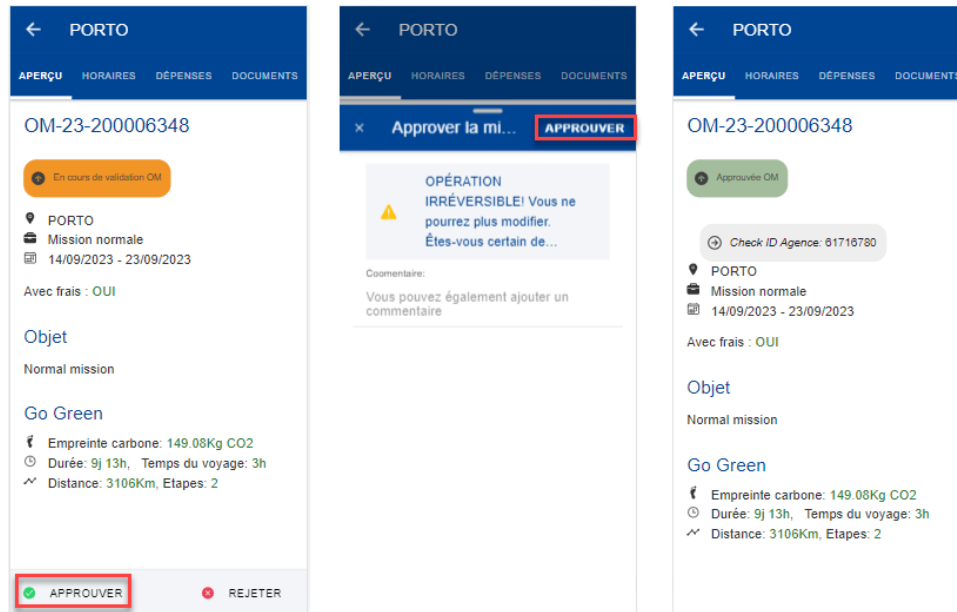 PORTO
APERÇU HORAIRES DÉPENSES DOCUMENTS
OM-23-200006348
En cours de validation OM
PORTO
Mission normale
14/09/2023 - 23/09/2023
Avec frais : OUI
Objet
Normal mission
Go Green
Empreinte carbone: 149.08Kg CO2
Durée: 9j 13h, Temps du voyage: 3h
Distance: 3106Km, Etapes: 2
APPROUVER REJETER
PORTO
APERÇU HORAIRES DÉPENSES DOCUMENTS
× Approver la mi... APPROUVER
OPÉRATION
IRRÉVERSIBLE! Vous ne
pourrez plus modifier.
Êtes-vous certain de...
Coomentaire:
Vous pouvez également ajouter un
commentaire
PORTO
APERÇU HORAIRES DÉPENSES DOCUMENTS
OM-23-200006348
Approuvée OM
Check ID Agence: 61716780
PORTO
Mission normale
14/09/2023 - 23/09/2023
Avec frais : OUI
Objet
Normal mission
Go Green
Empreinte carbone: 149.08Kg CO2
Durée: 9j 13h, Temps du voyage: 3h
Distance: 3106Km, Etapes: 2